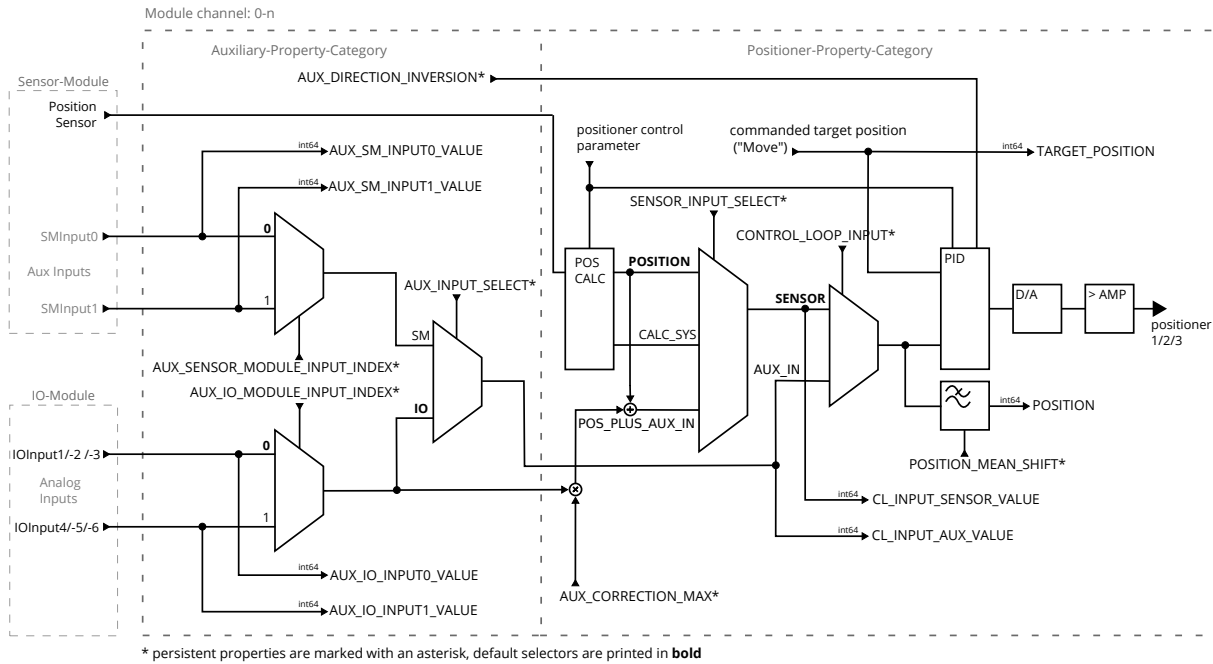 Module channel: 0-n
Auxiliary-Property-Category
Positioner-Property-Category
Sensor-Module
AUX_DIRECTION_INVERSION*
Position
Sensor
positioner control
parameter
commanded target position
("Move")
int64
TARGET_POSITION
int64
AUX_SM_INPUT0_VALUE
int64
AUX_SM_INPUT1_VALUE
SENSOR_INPUT_SELECT*
CONTROL_LOOP_INPUT*
SMInput0
0
Aux Inputs
SMInput1
1
AUX_INPUT_SELECT*
POS
CALC
POSITION
PID
SENSOR
D/A
> AMP
positioner
1/2/3
SM
CALC_SYS
AUX_IN
AUX_SENSOR_MODULE_INPUT_INDEX*
AUX_IO_MODULE_INPUT_INDEX*
IO-Module
IO
POS_PLUS_AUX_IN
int64
POSITION
POSITION_MEAN_SHIFT*
IOInput1/-2 /-3
0
Analog
Inputs
IOInput4/-5/-6
1
int64
CL_INPUT_SENSOR_VALUE
int64
CL_INPUT_AUX_VALUE
int64
AUX_IO_INPUT0_VALUE
int64
AUX_IO_INPUT1_VALUE
AUX_CORRECTION_MAX*
* persistent properties are marked with an asterisk, default selectors are printed in bold